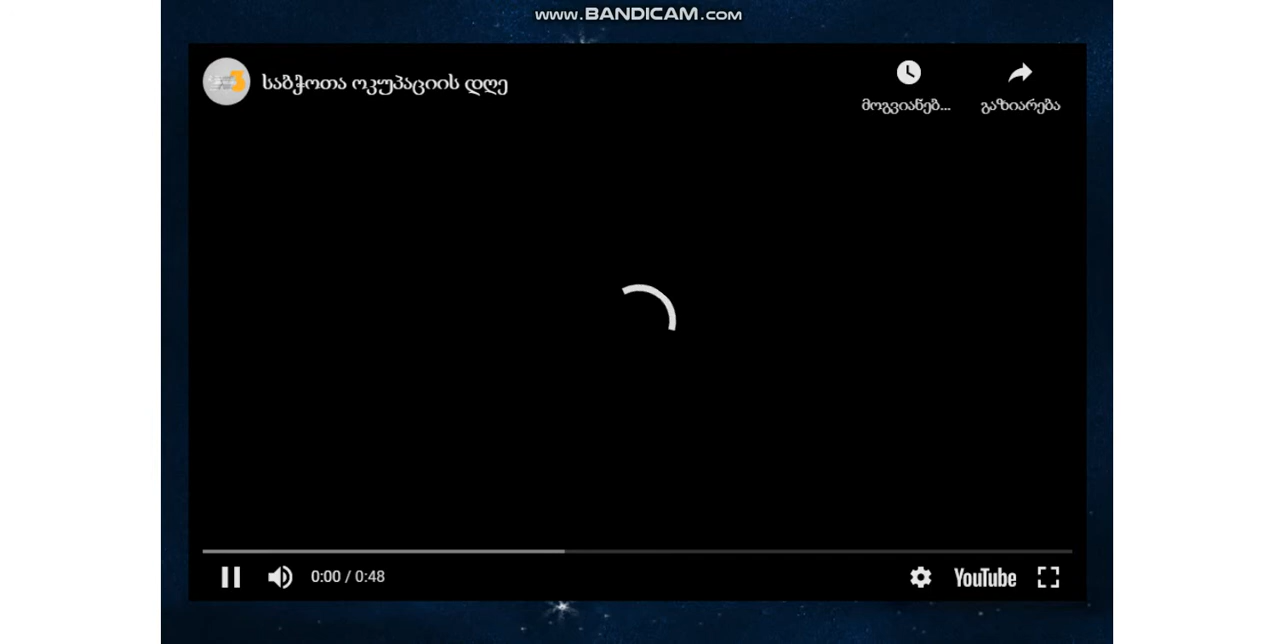 www.BANDICAM.com
საბჭოთა ოკუპაციის დღე
მოგვიანებ...
გაზიარება
0:00 / 0:48
YouTube